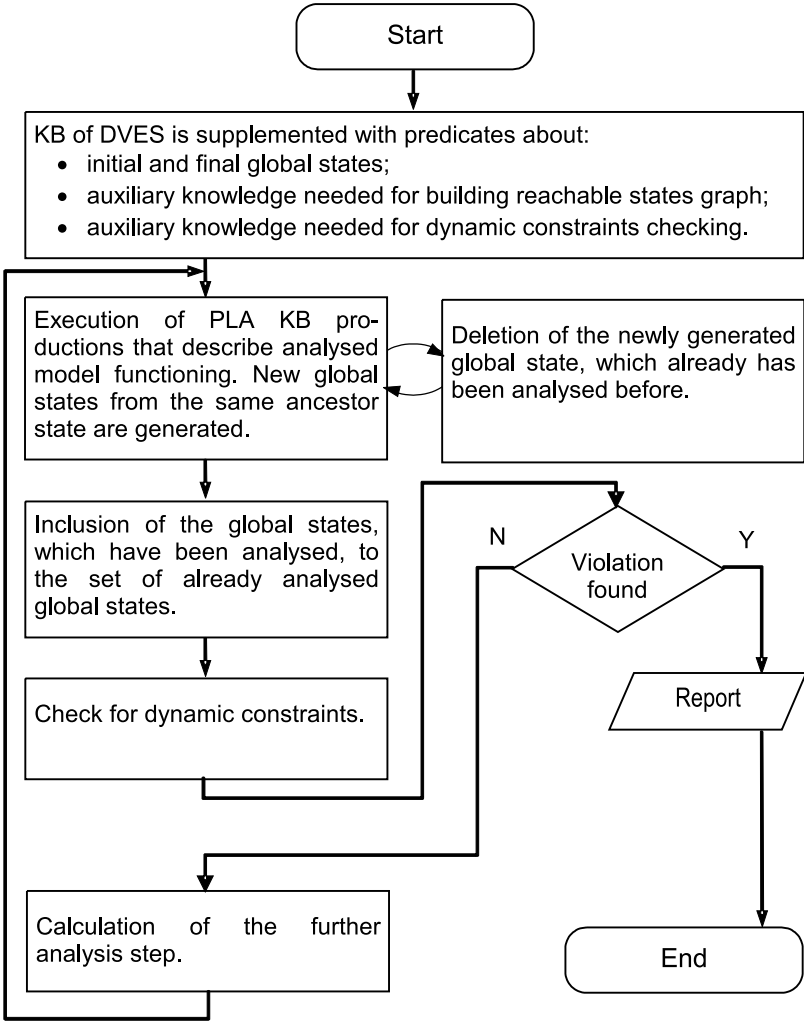 Start
KB of DVES is supplemented with predicates about:
• initial and final global states;
• auxiliary knowledge needed for building reachable states graph;
• auxiliary knowledge needed for dynamic constraints checking.
Execution of PLA KB pro-
ductions that describe analysed
model functioning. New global
states from the same ancestor
state are generated.
Deletion of the newly generated
global state, which already has
been analysed before.
Inclusion of the global states,
which have been analysed, to
the set of already analysed
global states.
N
Y
Violation
found
Check for dynamic constraints.
Report
Calculation of the further
analysis step.
End